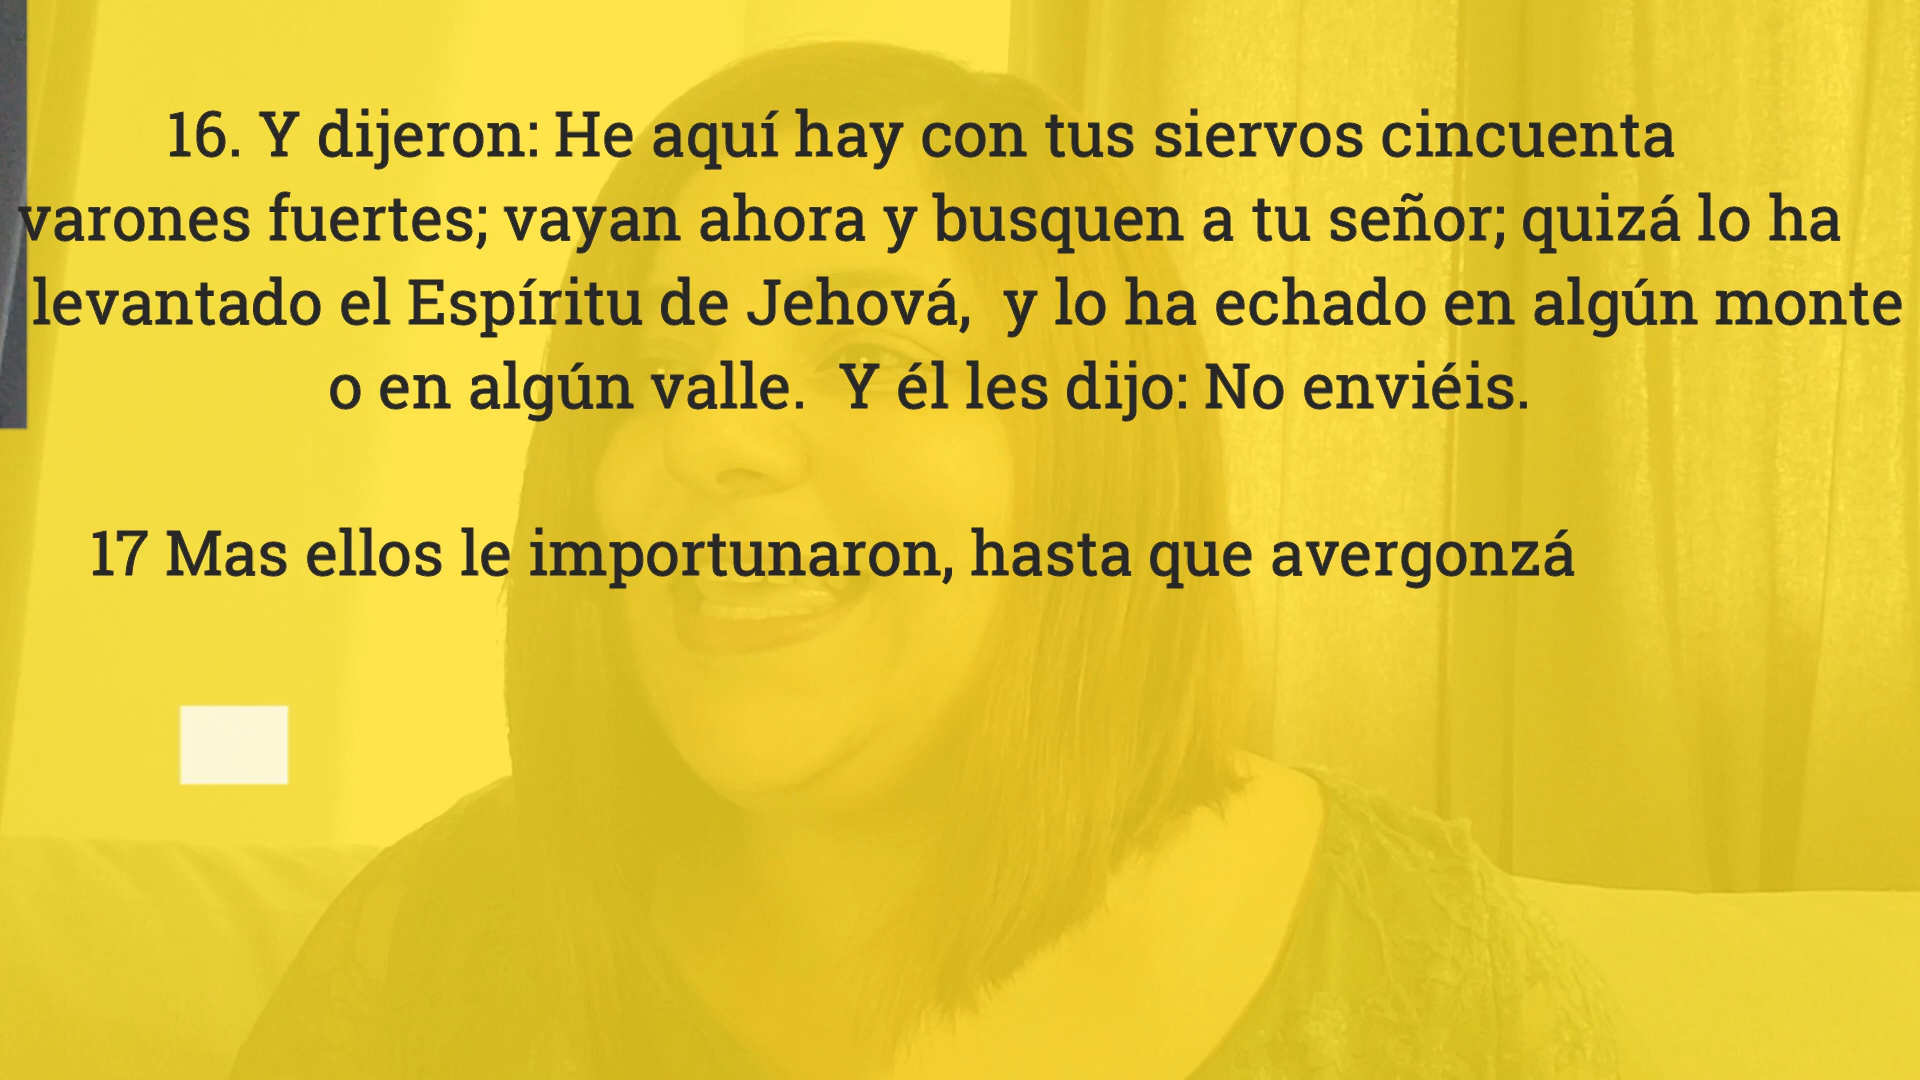 16. Y dijeron: He aquí hay con tus siervos cincuenta
varones fuertes; vayan ahora y busquen a tu señor; quizá lo ha
levantado el Espíritu de Jehová,  y lo ha echado en algún monte
o en algún valle.  Y él les dijo: No enviéis.
17 Mas ellos le importunaron, hasta que avergonzá